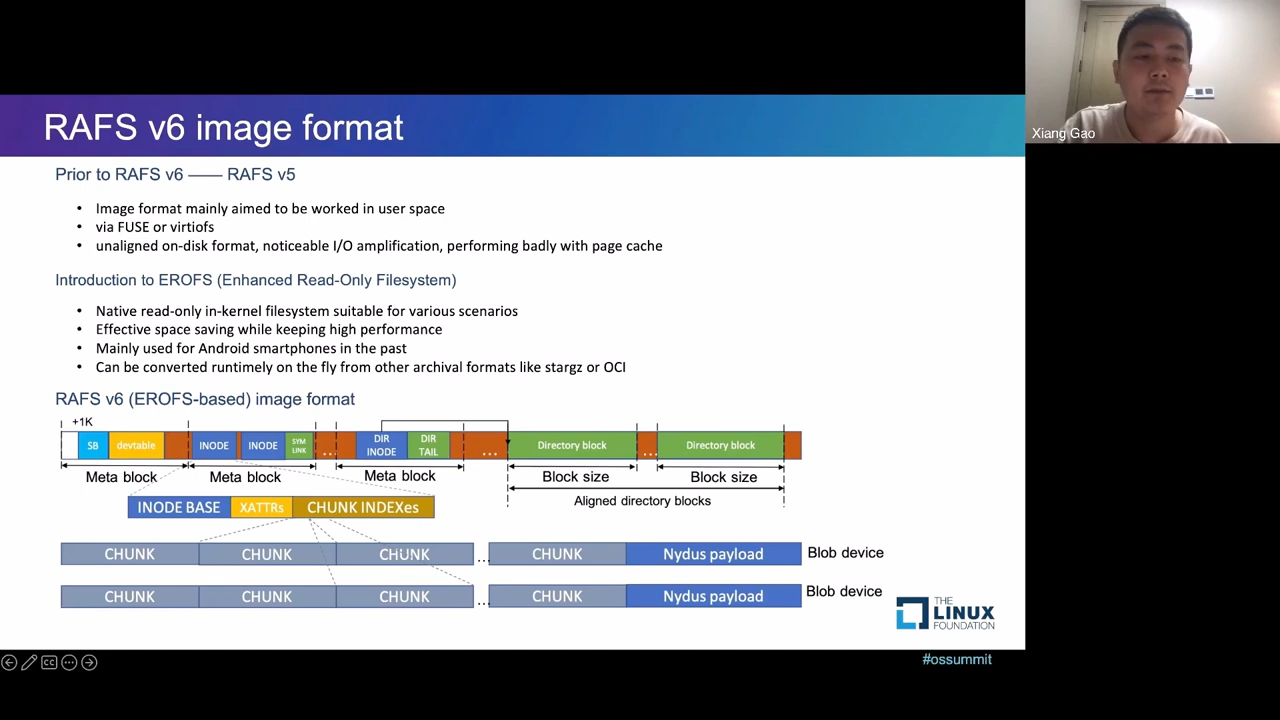 RAFS v6 image format
Xiang Gao
Prior to RAFS v6 —— RAFS v5
• Image format mainly aimed to be worked in user space
• via FUSE or virtiofs
• unaligned on-disk format, noticeable I/O amplification, performing badly with page cache
Introduction to EROFS (Enhanced Read-Only Filesystem)
• Native read-only in-kernel filesystem suitable for various scenarios
• Effective space saving while keeping high performance
• Mainly used for Android smartphones in the past
• Can be converted runtimely on the fly from other archival formats like stargz or OCI
RAFS v6 (EROFS-based) image format
+1K
SB devtable INODE INODE SYM LINK ... DIR INODE DIR TAIL ... Directory block ... Directory block
Meta block Meta block Meta block Block size Block size
Aligned directory blocks
INODE BASE XATTRs CHUNK INDEXes
CHUNK CHUNK CHUNK ... CHUNK Nydus payload Blob device
CHUNK CHUNK CHUNK ... CHUNK Nydus payload Blob device
THE
LINUX
FOUNDATION
#ossummit
CC